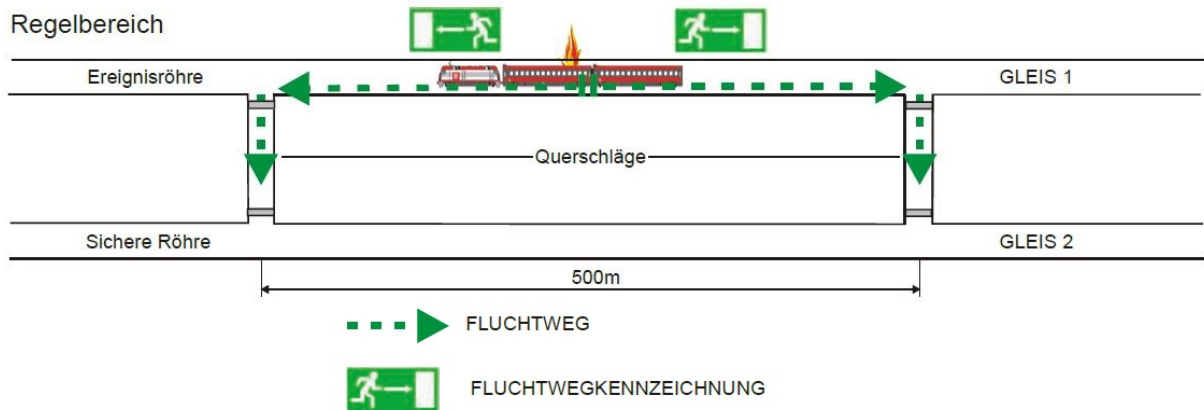 Regelbereich
Ereignisröhre
GLEIS 1
Querschläge
Sichere Röhre
GLEIS 2
500m
FLUCHTWEG
FLUCHTWEGKENNZEICHNUNG